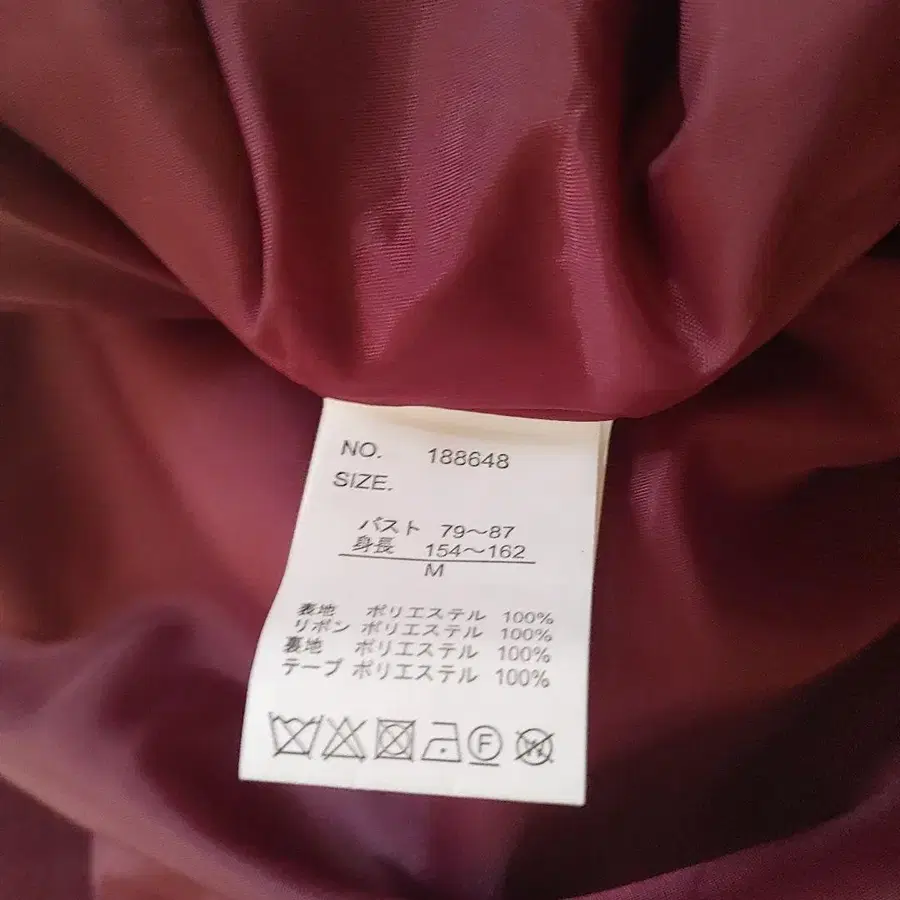 NO. 188648
SIZE.
バスト 79～87
身長 154～162
M
表地 ポリエステル 100%
リボン ポリエステル 100%
裏地 ポリエステル 100%
テープ ポリエステル 100%
F W